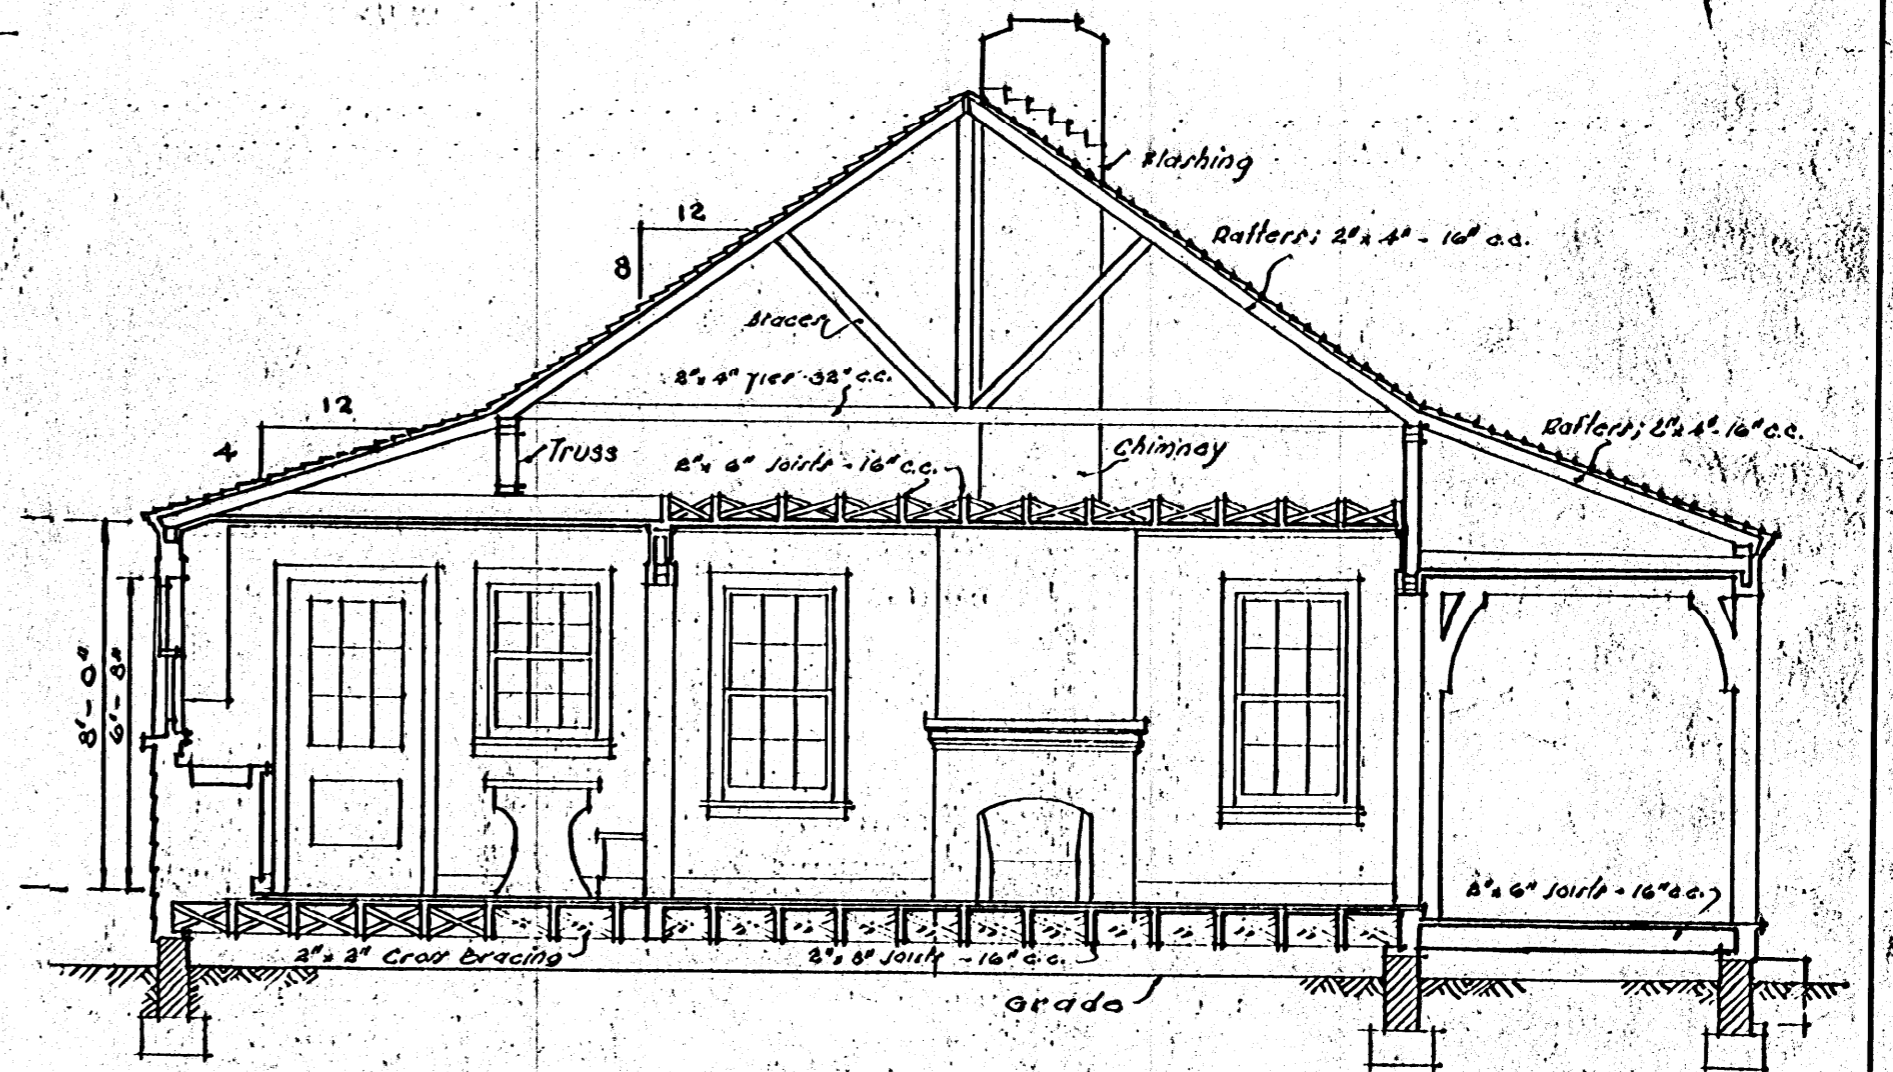 Flashing
12
Rafters; 2" x 4" - 16" c.c.
8
Braces
2" x 4" Ties - 32" c.c.
12
Rafters; 2" x 4" - 16" c.c.
4
Truss
Chimney
2" x 6" Joists - 16" c.c.
8'-0"
6'-8"
2" x 6" Joists - 16" c.c.
2" x 2" Cross Bracing
2" x 8" Joists - 16" c.c.
Grade